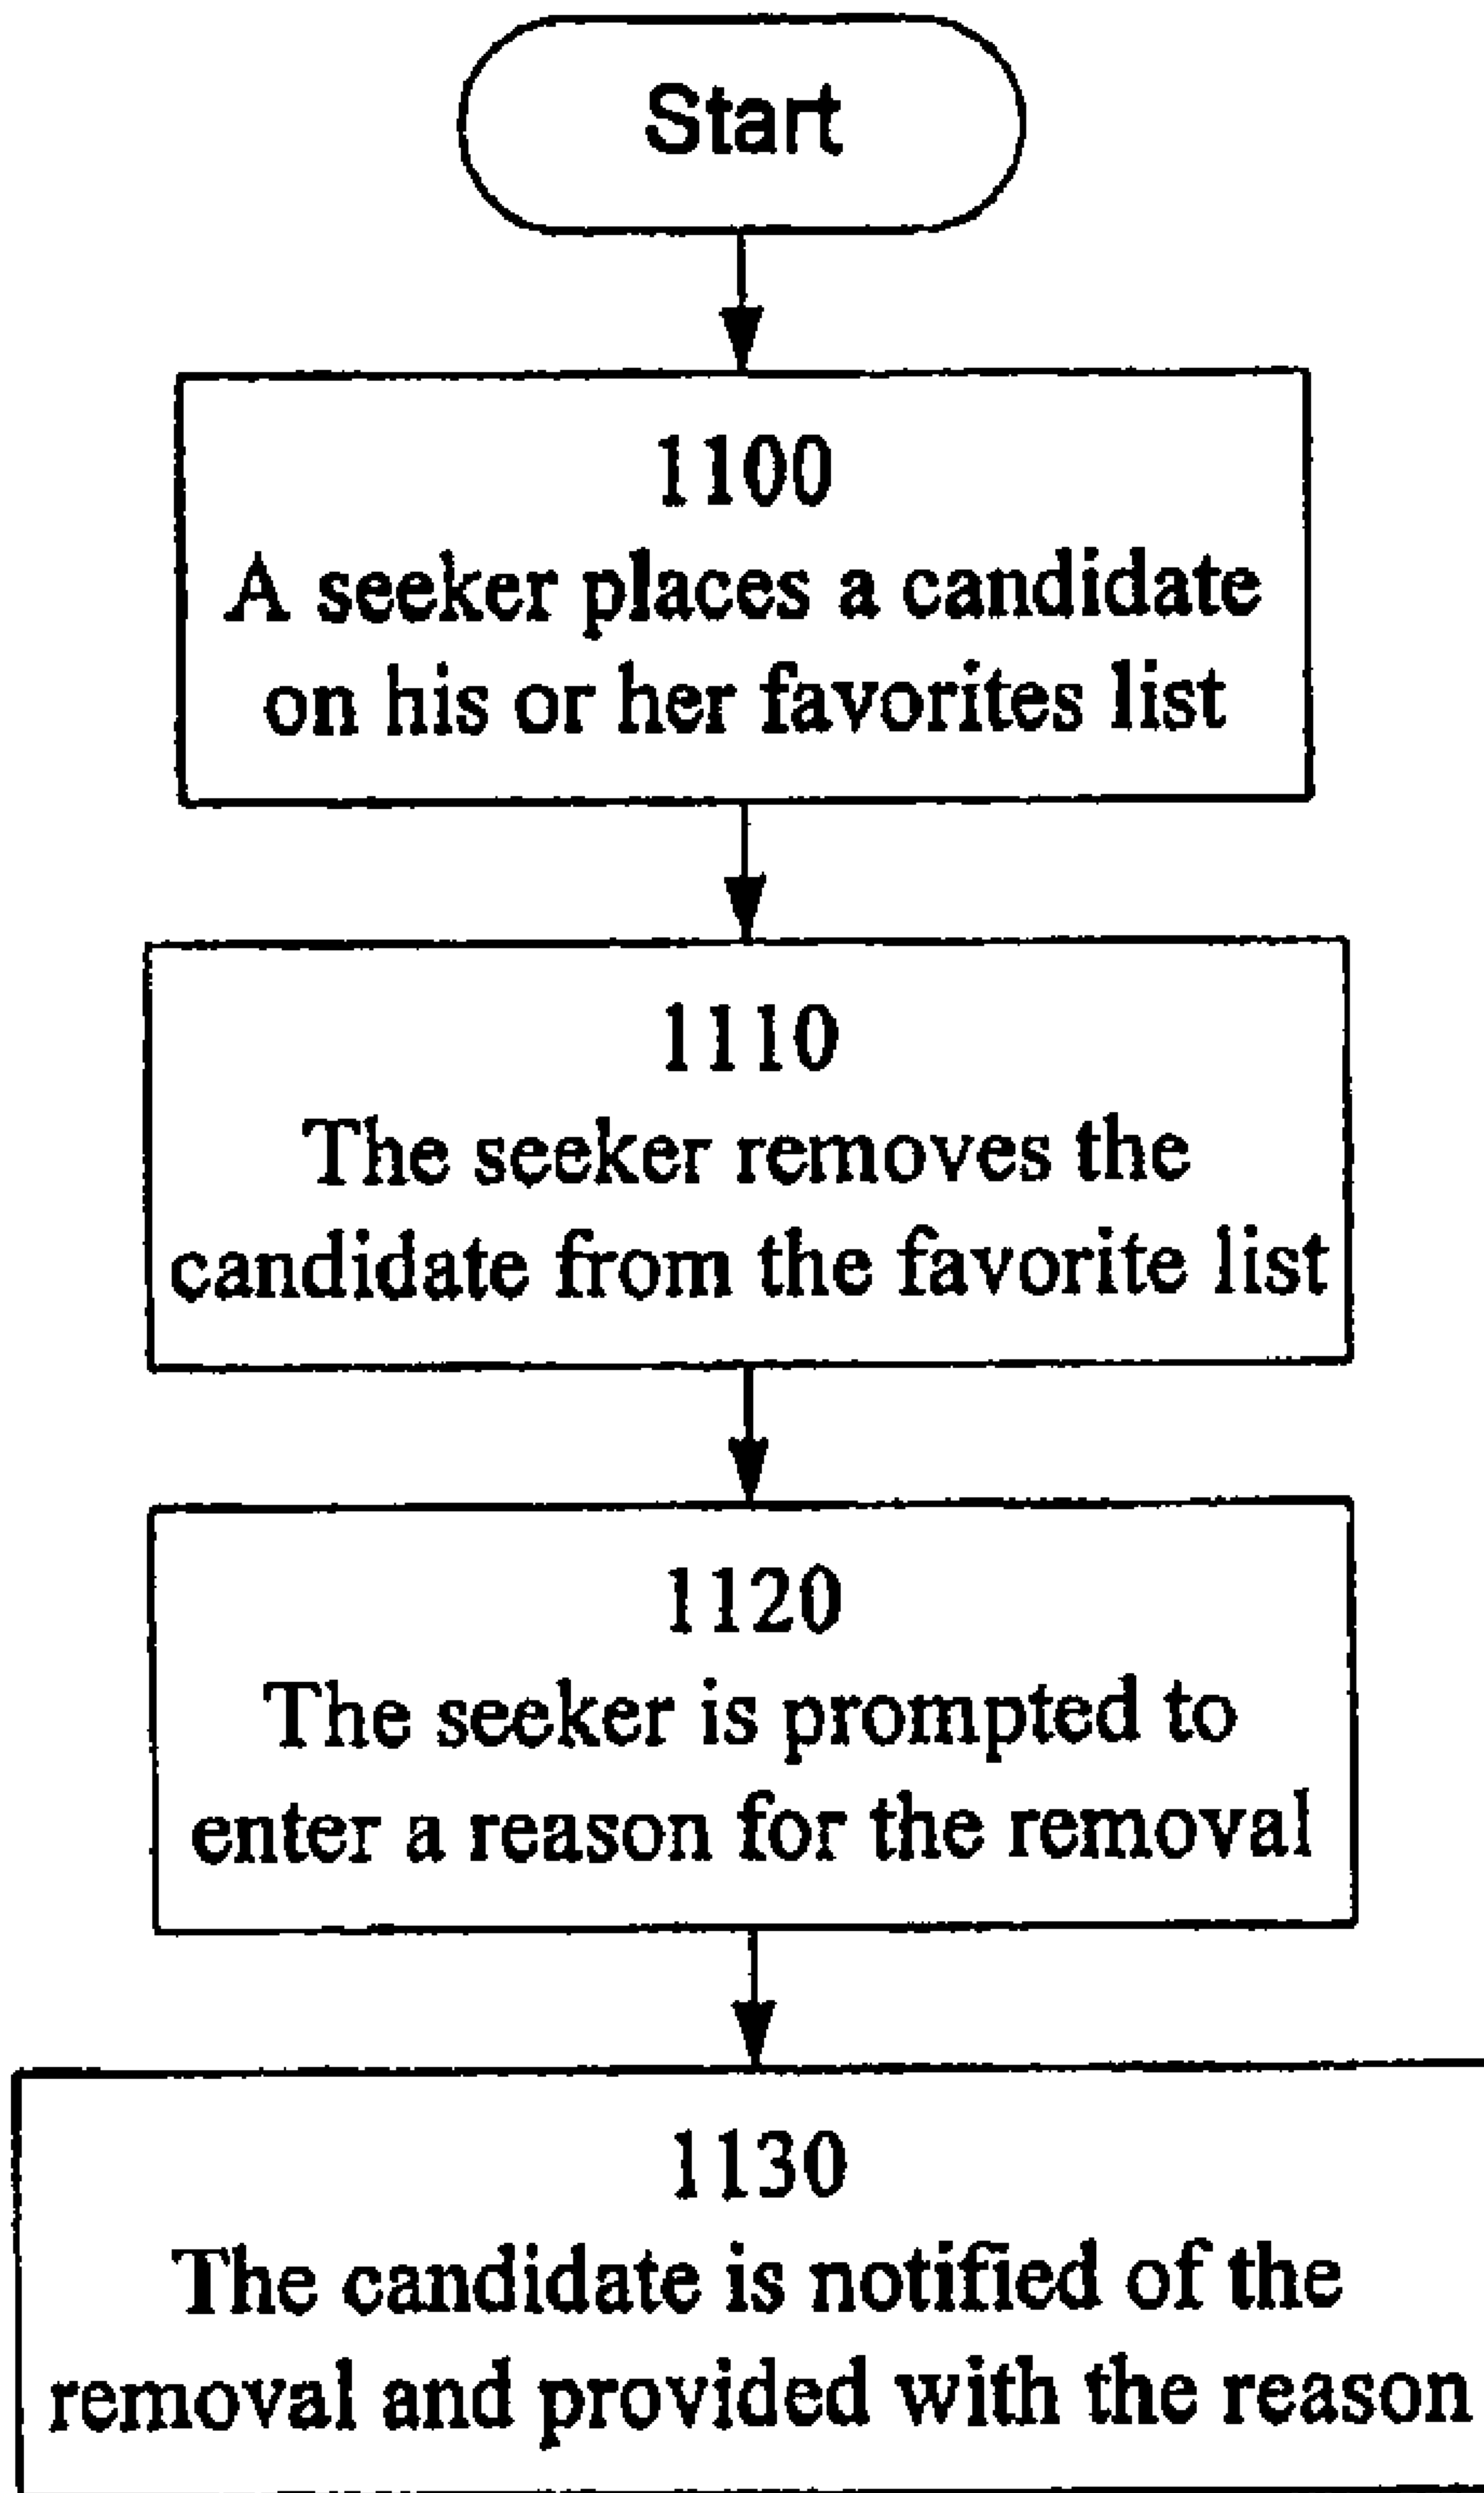 Start
1100
A seeker places a candidate
on his or her favorites list
1110
The seeker removes the
candidate from the favorite list
1120
The seeker is prompted to
enter a reason for the removal
1130
The candidate is notified of the
removal and provided with the reason